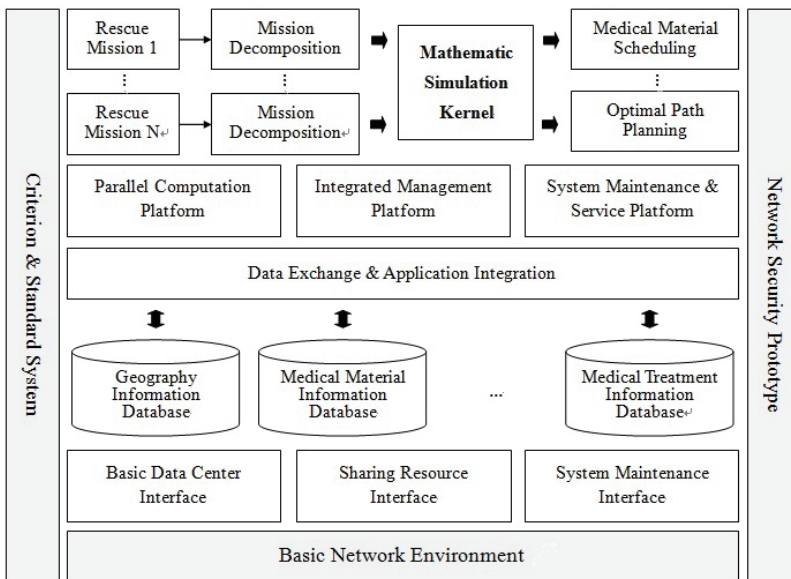 Rescue
Mission 1
Mission
Decomposition
Mathematic
Simulation
Kernel
Medical Material
Scheduling
Rescue
Mission N
Mission
Decomposition
Optimal Path
Planning
Parallel Computation
Platform
Integrated Management
Platform
System Maintenance &
Service Platform
Data Exchange & Application Integration
Geography
Information
Database
Medical Material
Information
Database
...
Medical Treatment
Information
Database
Basic Data Center
Interface
Sharing Resource
Interface
System Maintenance
Interface
Basic Network Environment
Criterion & Standard System
Network Security Prototype